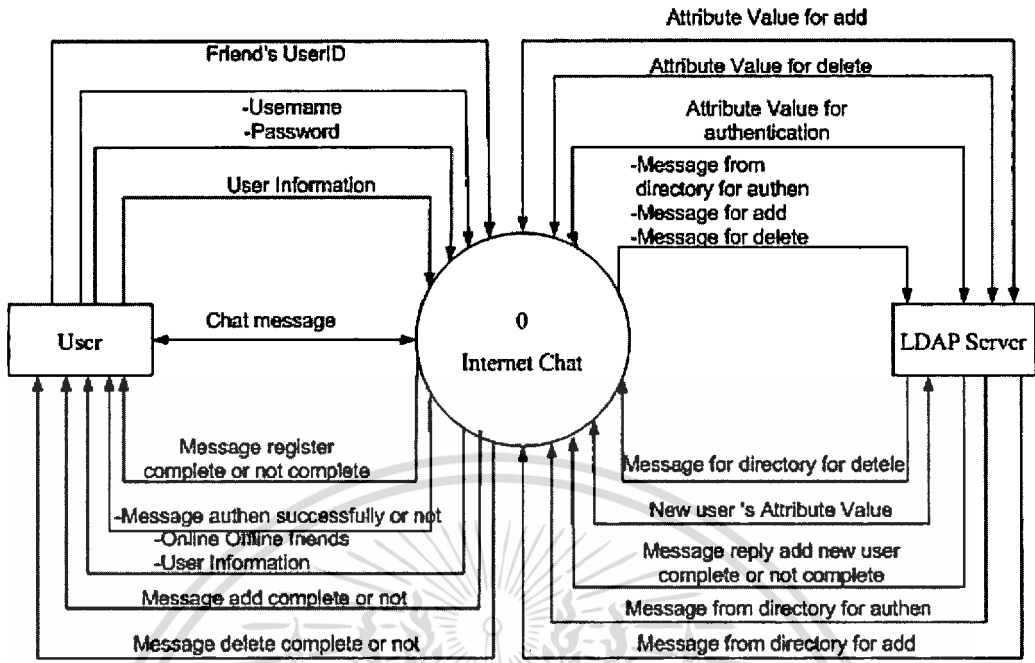 Attribute Value for add
Friend's UserID
Attribute Value for delete
-Username
-Password
Attribute Value for
authentication
User Information
-Message from
directory for authen
-Message for add
-Message for delete
User
Chat message
0
Internet Chat
LDAP Server
Message register
complete or not complete
Message for directory for detele
-Message authen successfully or not
-Online Offline friends
-User Information
New user 's Attribute Value
Message reply add new user
complete or not complete
Message add complete or not
Message from directory for authen
Message delete complete or not
Message from directory for add